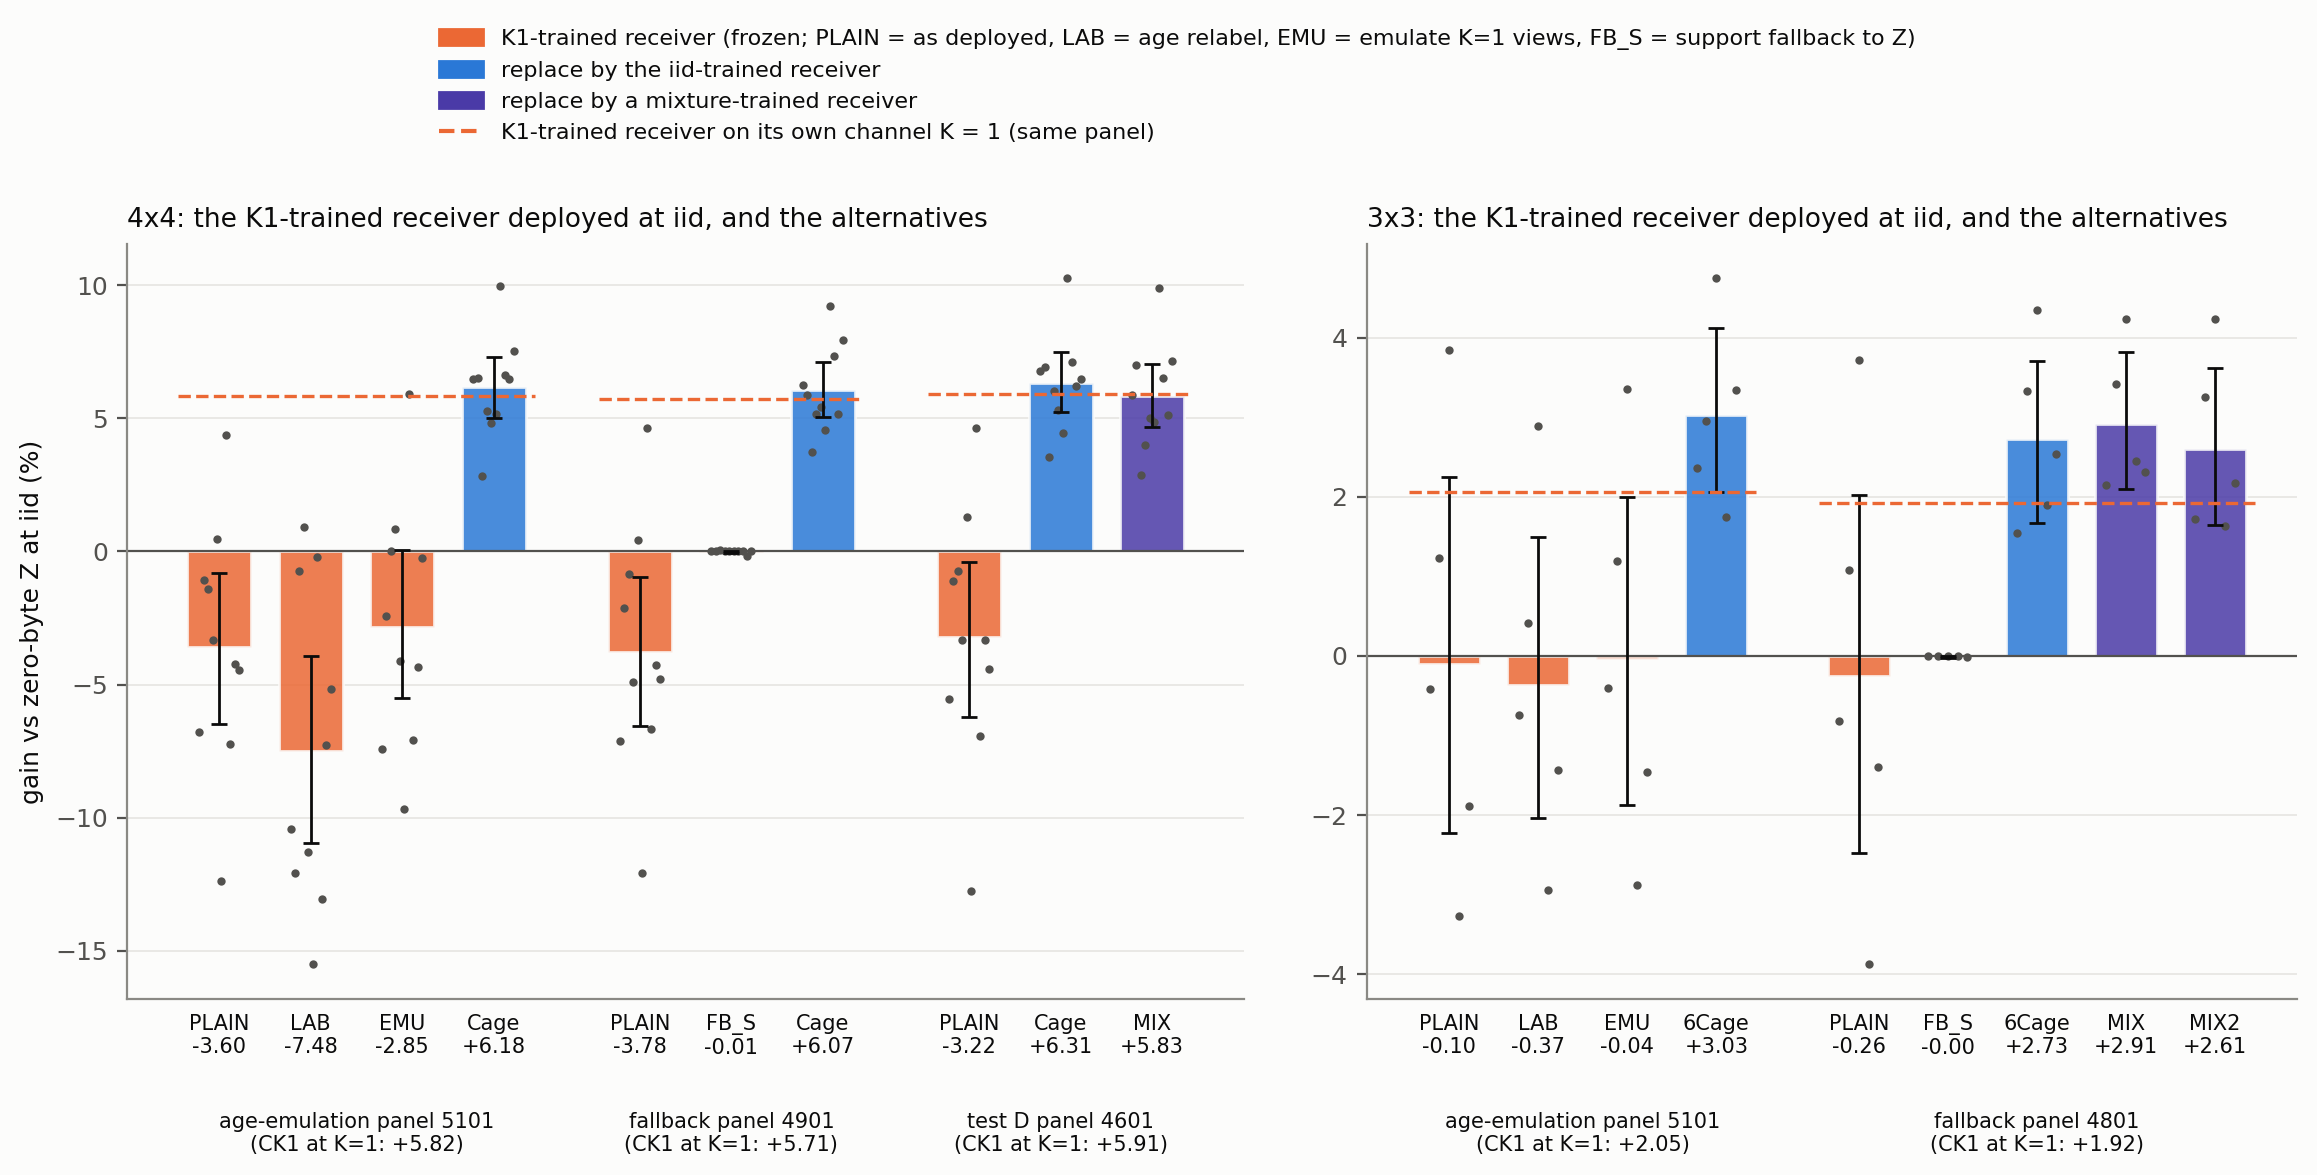 K1-trained receiver (frozen; PLAIN = as deployed, LAB = age relabel, EMU = emulate K=1 views, FB_S = support fallback to Z)
replace by the iid-trained receiver
replace by a mixture-trained receiver
K1-trained receiver on its own channel K = 1 (same panel)
4x4: the K1-trained receiver deployed at iid, and the alternatives
gain vs zero-byte Z at iid (%)
10
5
0
−5
−10
−15
PLAIN LAB EMU Cage PLAIN FB_S Cage PLAIN Cage MIX
-3.60 -7.48 -2.85 +6.18 -3.78 -0.01 +6.07 -3.22 +6.31 +5.83
age-emulation panel 5101 fallback panel 4901 test D panel 4601
(CK1 at K=1: +5.82) (CK1 at K=1: +5.71) (CK1 at K=1: +5.91)
3x3: the K1-trained receiver deployed at iid, and the alternatives
4
2
0
−2
−4
PLAIN LAB EMU 6Cage PLAIN FB_S 6Cage MIX MIX2
-0.10 -0.37 -0.04 +3.03 -0.26 -0.00 +2.73 +2.91 +2.61
age-emulation panel 5101 fallback panel 4801
(CK1 at K=1: +2.05) (CK1 at K=1: +1.92)